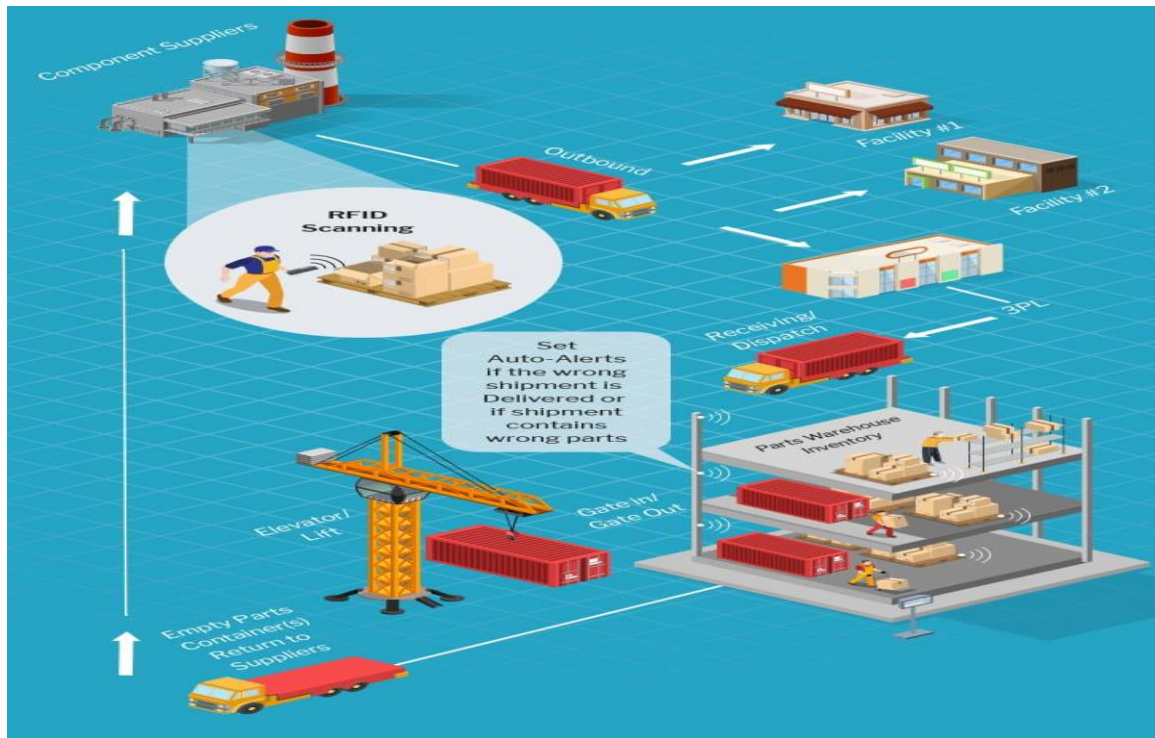 Component Suppliers
Outbound
Facility #1
Facility #2
RFID
Scanning
3PL
Receiving/
Dispatch
Set
Auto-Alerts
if the wrong
shipment is
Delivered or
if shipment
contains
wrong parts
Parts Warehouse
Inventory
Elevator/
Lift
Gate in/
Gate Out
Empty Parts
Container(s)
Return to
Suppliers